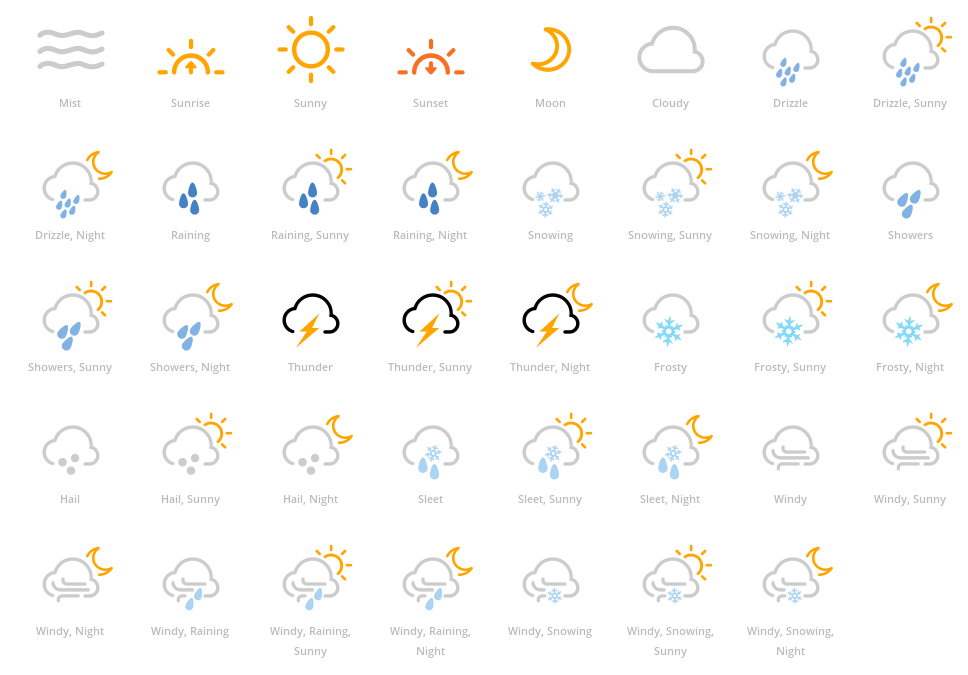 Mist
Sunrise
Sunny
Sunset
Moon
Cloudy
Drizzle
Drizzle, Sunny
Drizzle, Night
Raining
Raining, Sunny
Raining, Night
Snowing
Snowing, Sunny
Snowing, Night
Showers
Showers, Sunny
Showers, Night
Thunder
Thunder, Sunny
Thunder, Night
Frosty
Frosty, Sunny
Frosty, Night
Hail
Hail, Sunny
Hail, Night
Sleet
Sleet, Sunny
Sleet, Night
Windy
Windy, Sunny
Windy, Night
Windy, Raining
Windy, Raining,
Sunny
Windy, Raining,
Night
Windy, Snowing
Windy, Snowing,
Sunny
Windy, Snowing,
Night